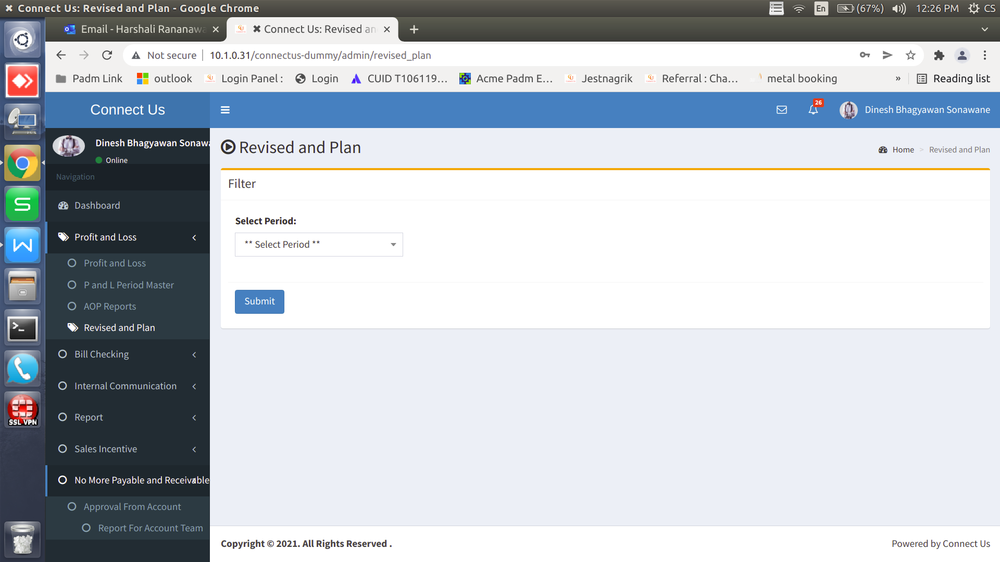 Connect Us: Revised and Plan - Google Chrome
En (67%) 12:26 PM CS
Email - Harshali Rananawa
Connect Us: Revised an
Not secure 10.1.0.31/connectus-dummy/admin/revised_plan
Padm Link outlook Login Panel : Login CUID T106119... Acme Padm E... Jestnagrik Referral : Cha... metal booking » Reading list
Connect Us
26
Dinesh Bhagyawan Sonawane
Dinesh Bhagyawan Sonawa
Online
Navigation
Dashboard
Profit and Loss
Profit and Loss
P and L Period Master
AOP Reports
Revised and Plan
Bill Checking
Internal Communication
Report
Sales Incentive
No More Payable and Receivable
Approval From Account
Report For Account Team
SSL VPN
Revised and Plan
Home > Revised and Plan
Filter
Select Period:
** Select Period **
Submit
Copyright © 2021. All Rights Reserved .
Powered by Connect Us